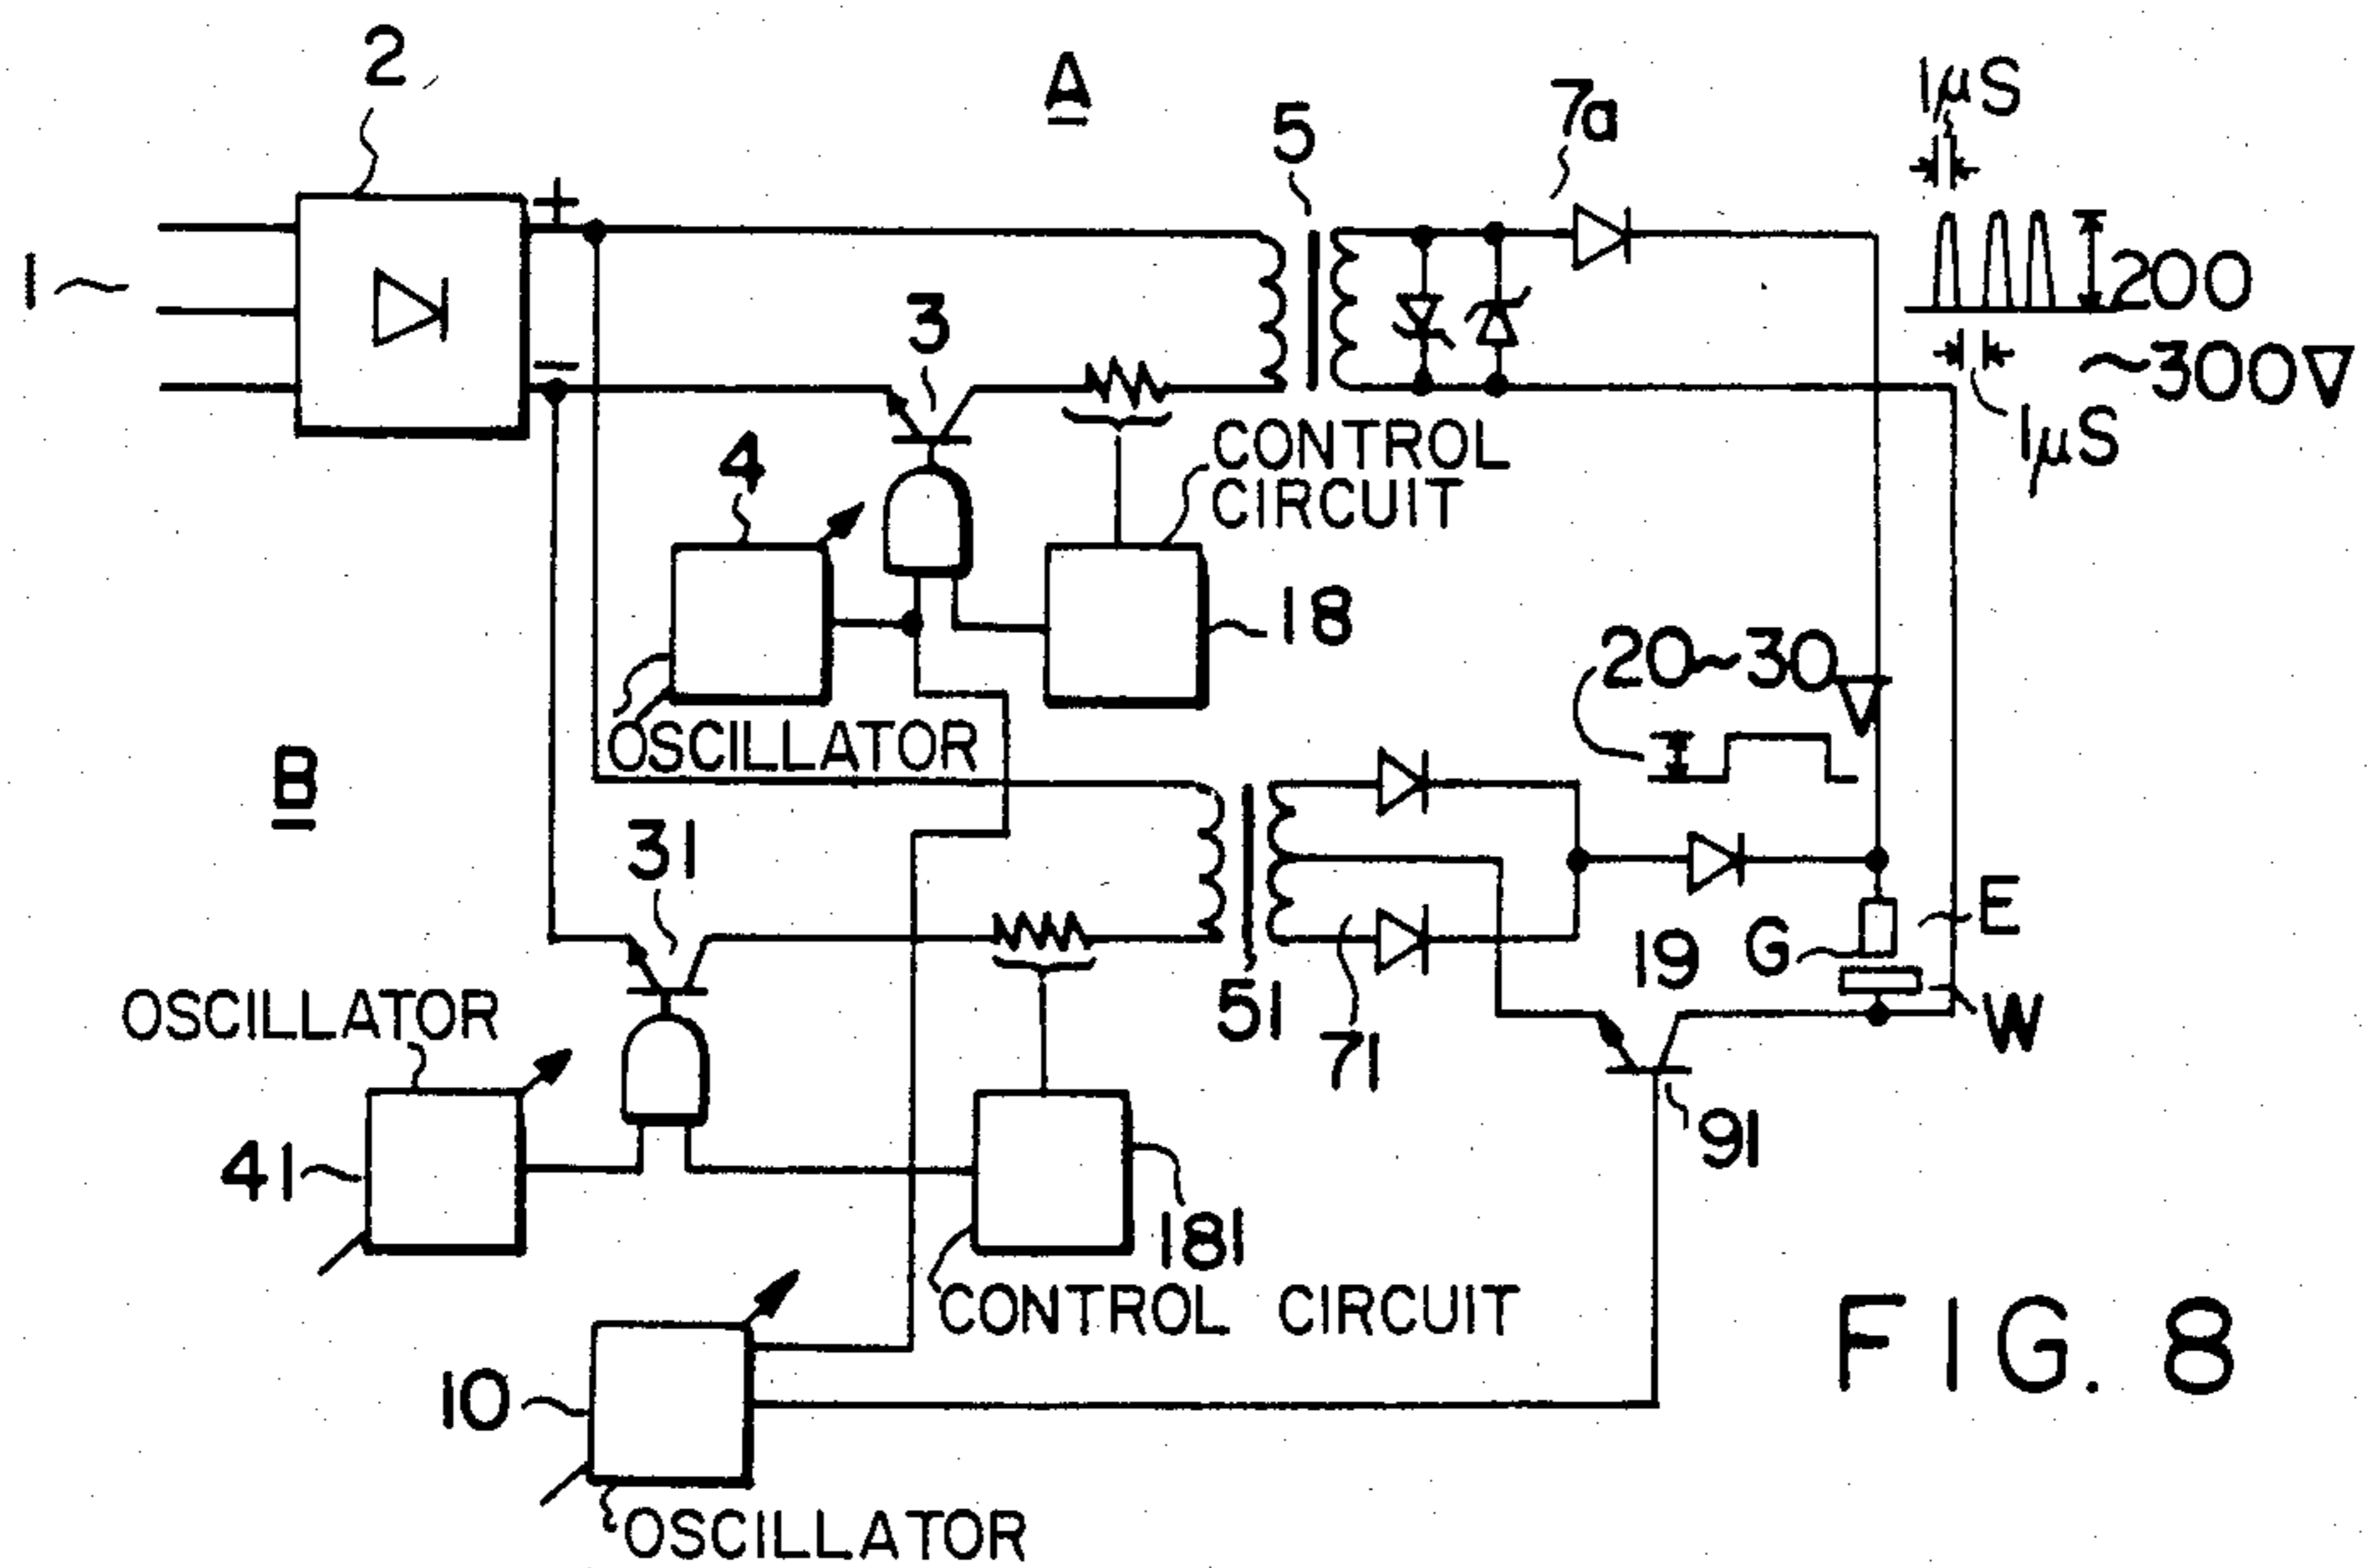 2
A
5
7a
1μS
+
1
3
200
−
~300V
1μS
4
CONTROL
CIRCUIT
18
20~30V
OSCILLATOR
B
31
E
19
G
51
W
OSCILLATOR
71
91
41
181
CONTROL CIRCUIT
10
FIG. 8
OSCILLATOR